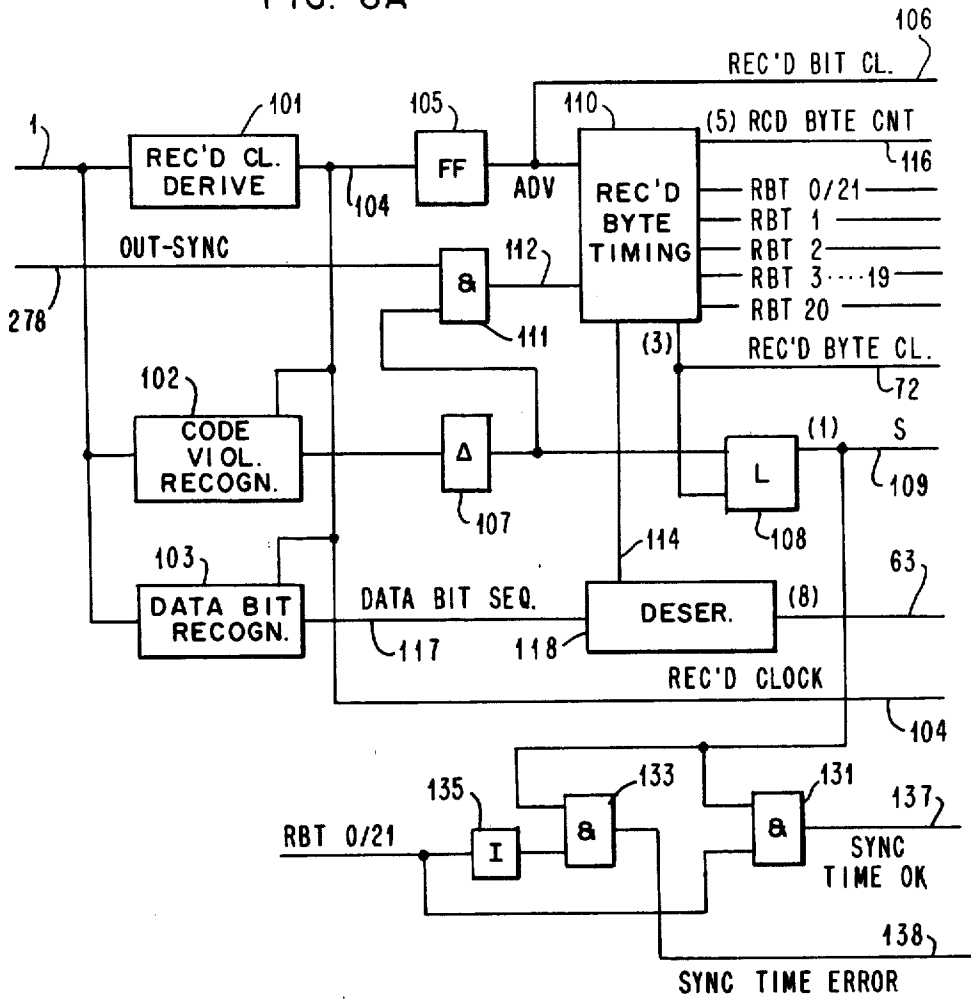 FIG. 8A
106
REC'D BIT CL.
1
101
105
110
(5) RCD BYTE CNT
116
REC'D CL.
DERIVE
104
FF
ADV
REC'D
BYTE
TIMING
RBT 0/21
RBT 1
RBT 2
RBT 3····19
RBT 20
OUT-SYNC
278
&
111
112
(3)
REC'D BYTE CL.
72
102
CODE
VIOL.
RECOGN.
Δ
107
L
108
(1)
S
109
114
103
DATA BIT
RECOGN.
DATA BIT SEQ.
117
118
DESER.
(8)
63
REC'D CLOCK
104
135
133
131
137
RBT 0/21
I
&
&
SYNC
TIME OK
138
SYNC TIME ERROR